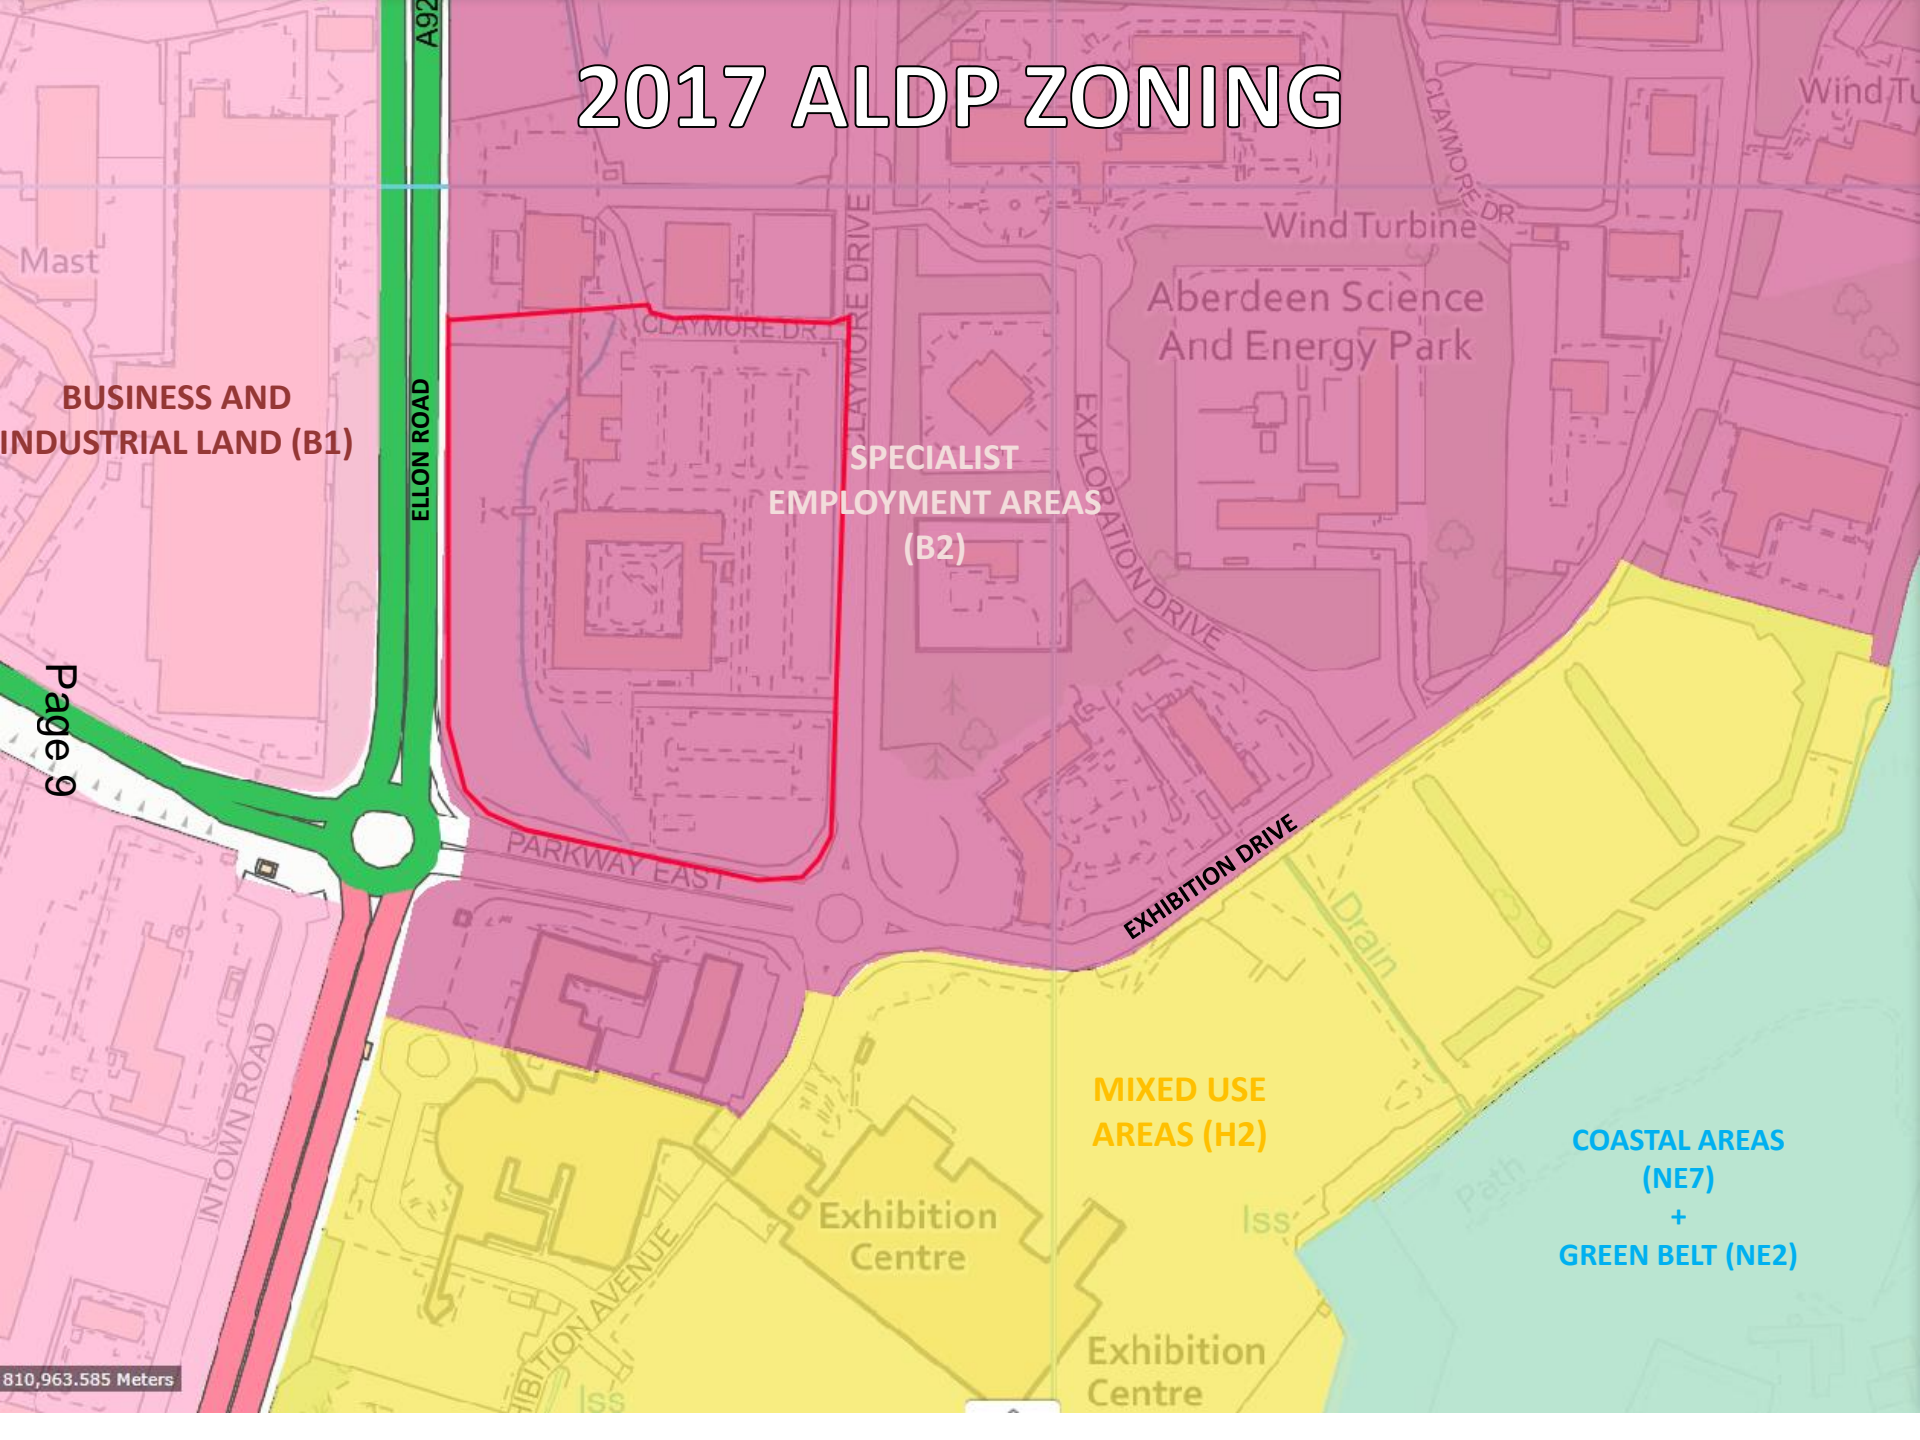 2017 ALDP ZONING
A92
Wind Tu
CLAYMORE DR
Wind Turbine
CLAYMORE DRIVE
Mast
Aberdeen Science
And Energy Park
CLAYMORE DR
BUSINESS AND
INDUSTRIAL LAND (B1)
ELLON ROAD
SPECIALIST
EMPLOYMENT AREAS
(B2)
EXPLORATION DRIVE
Page 9
PARKWAY EAST
EXHIBITION DRIVE
Drain
INTOWN ROAD
MIXED USE
AREAS (H2)
COASTAL AREAS
(NE7)
+
GREEN BELT (NE2)
Path
Iss
Exhibition
Centre
HIBITION AVENUE
Exhibition
Centre
810,963.585 Meters
Iss